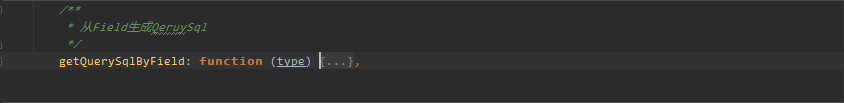 /**
* 从Field生成QeruySql
*/
getQuerySqlByField: function (type) {...},